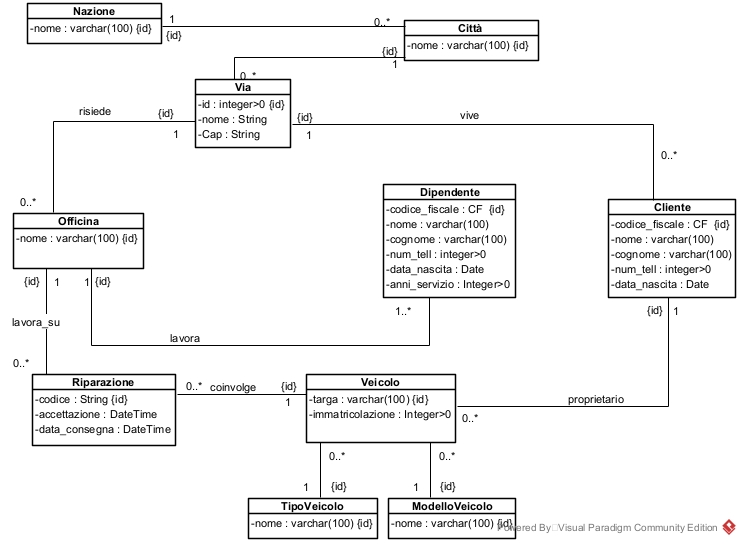 Nazione
-nome : varchar(100) {id}
1
{id}
0..*
Città
-nome : varchar(100) {id}
{id}
1
0..*
Via
-id : integer>0 {id}
-nome : String
-Cap : String
risiede
{id}
1
{id}
1
vive
0..*
0..*
Officina
-nome : varchar(100) {id}
{id}
1
1
{id}
Dipendente
-codice_fiscale : CF {id}
-nome : varchar(100)
-cognome : varchar(100)
-num_tell : integer>0
-data_nascita : Date
-anni_servizio : Integer>0
1..*
Cliente
-codice_fiscale : CF {id}
-nome : varchar(100)
-cognome : varchar(100)
-num_tell : integer>0
-data_nascita : Date
{id}
1
lavora_su
lavora
0..*
Riparazione
-codice : String {id}
-accettazione : DateTime
-data_consegna : DateTime
0..*
coinvolge
{id}
1
Veicolo
-targa : varchar(100) {id}
-immatricolazione : Integer>0
proprietario
0..*
0..*
0..*
1
{id}
1
{id}
TipoVeicolo
-nome : varchar(100) {id}
ModelloVeicolo
-nome : varchar(100) {id}
Powered By Visual Paradigm Community Edition